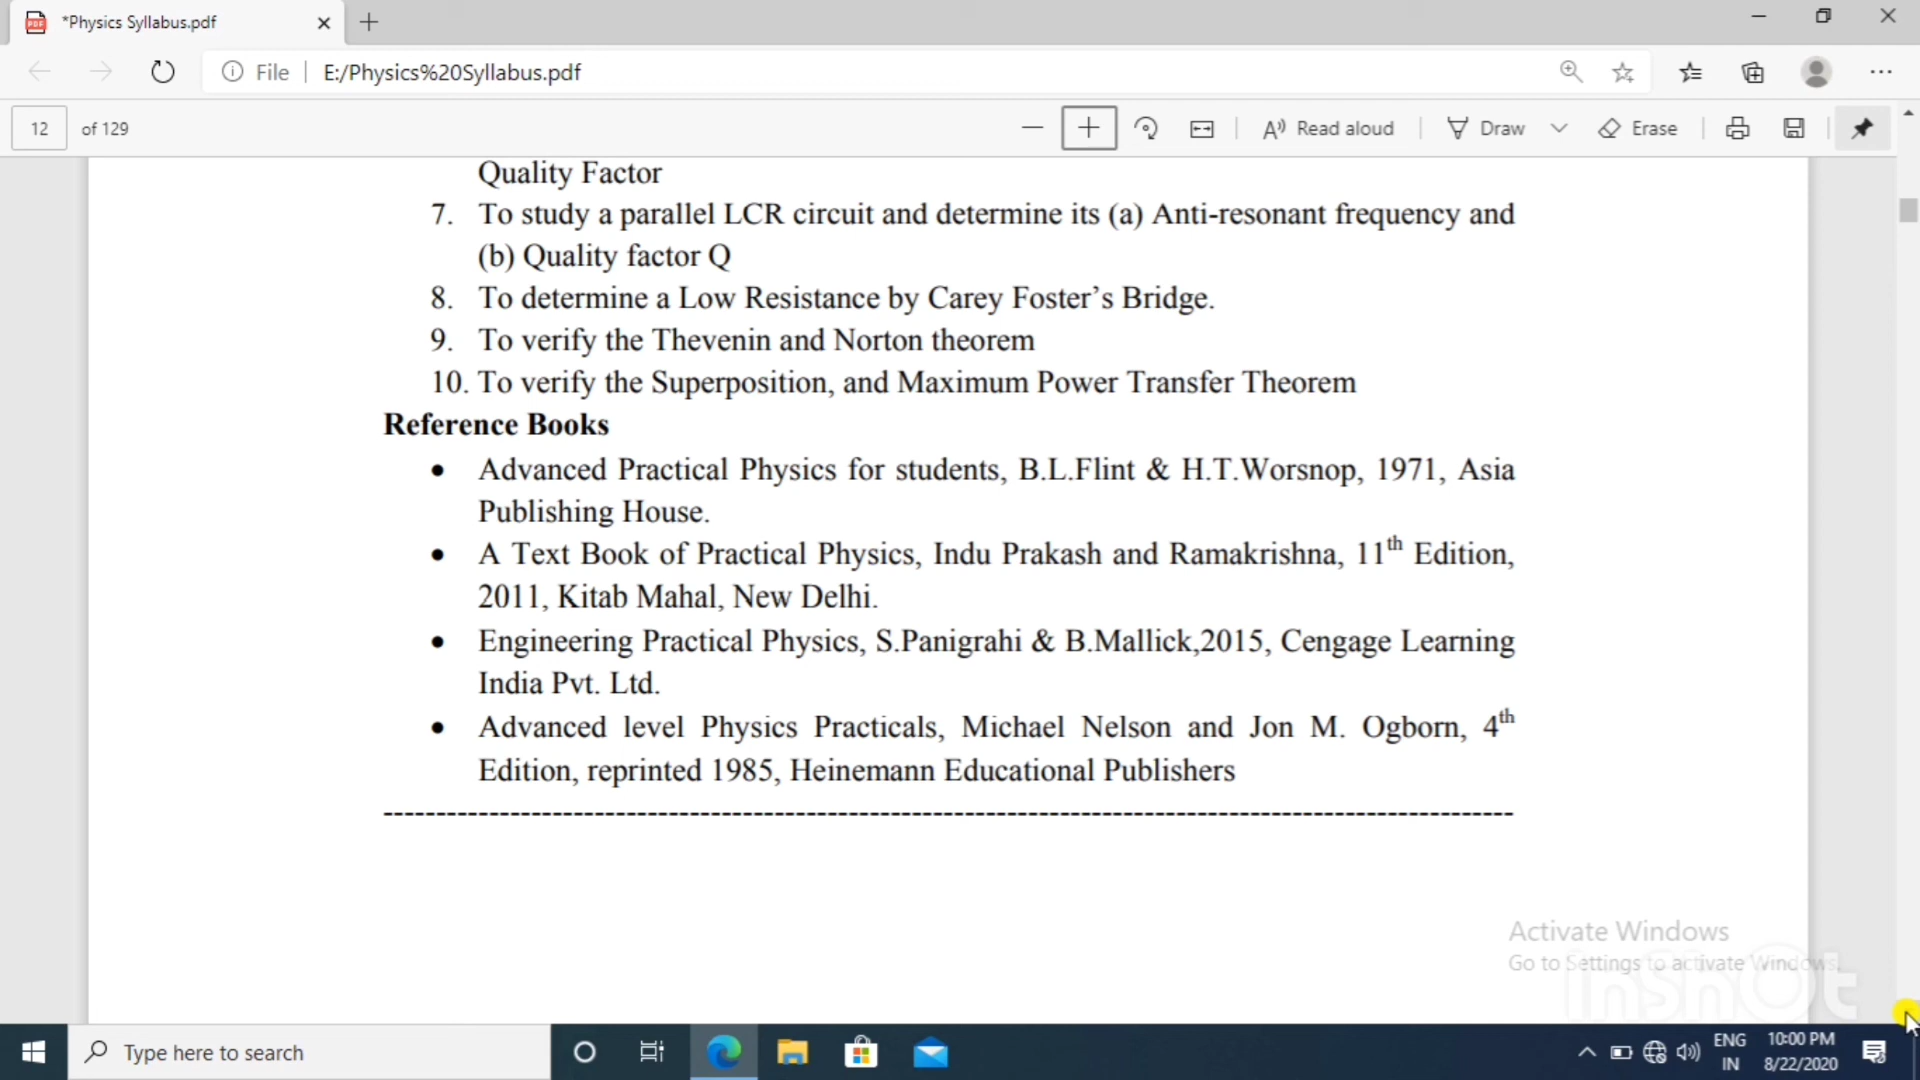 *Physics Syllabus.pdf
File
E:/Physics%20Syllabus.pdf
12 of 129
Read aloud
Draw
Erase
Quality Factor
7. To study a parallel LCR circuit and determine its (a) Anti-resonant frequency and
(b) Quality factor Q
8. To determine a Low Resistance by Carey Foster’s Bridge.
9. To verify the Thevenin and Norton theorem
10. To verify the Superposition, and Maximum Power Transfer Theorem
Reference Books
• Advanced Practical Physics for students, B.L.Flint & H.T.Worsnop, 1971, Asia
Publishing House.
• A Text Book of Practical Physics, Indu Prakash and Ramakrishna, 11th Edition,
2011, Kitab Mahal, New Delhi.
• Engineering Practical Physics, S.Panigrahi & B.Mallick,2015, Cengage Learning
India Pvt. Ltd.
• Advanced level Physics Practicals, Michael Nelson and Jon M. Ogborn, 4th
Edition, reprinted 1985, Heinemann Educational Publishers
Activate Windows
Go to Settings to activate Windows.
InShOt
Type here to search
ENG
IN
10:00 PM
8/22/2020